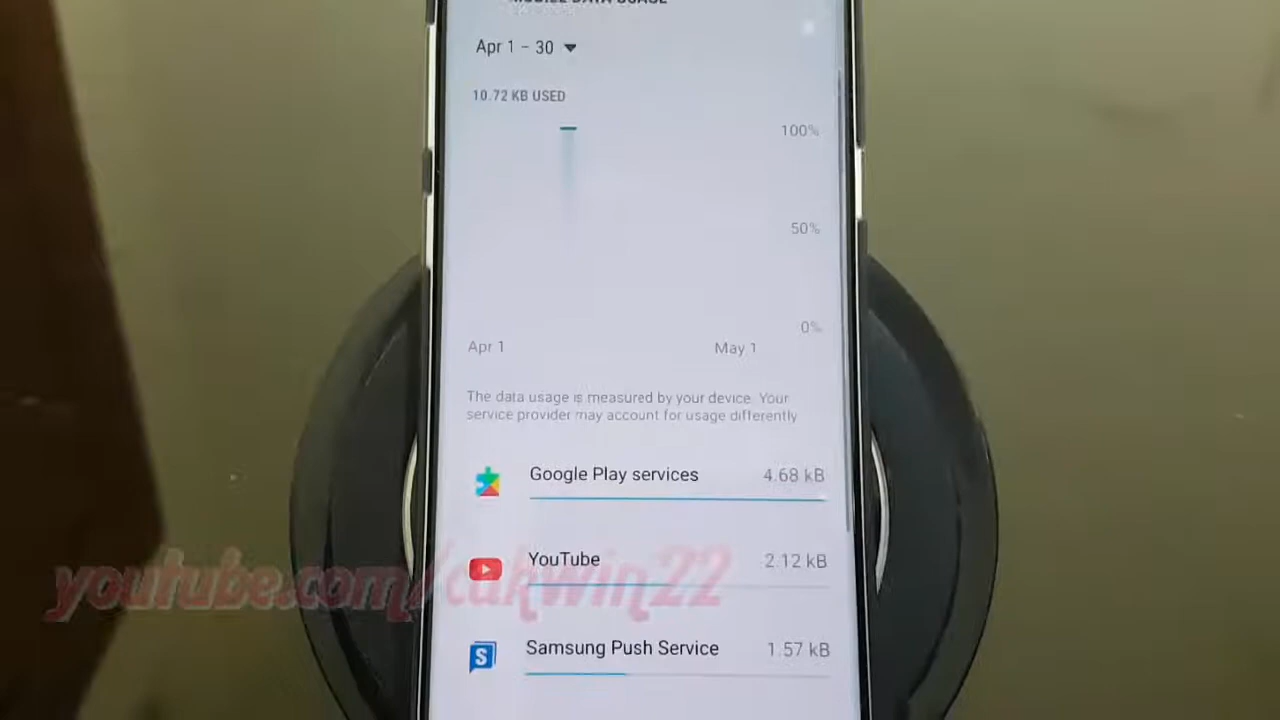 MOBILE DATA USAGE
Apr 1 – 30
10.72 KB USED
100%
50%
0%
Apr 1
May 1
The data usage is measured by your device. Your
service provider may account for usage differently
Google Play services 4.68 kB
YouTube 2.12 kB
youtube.com/cukwin22
S Samsung Push Service 1.57 kB